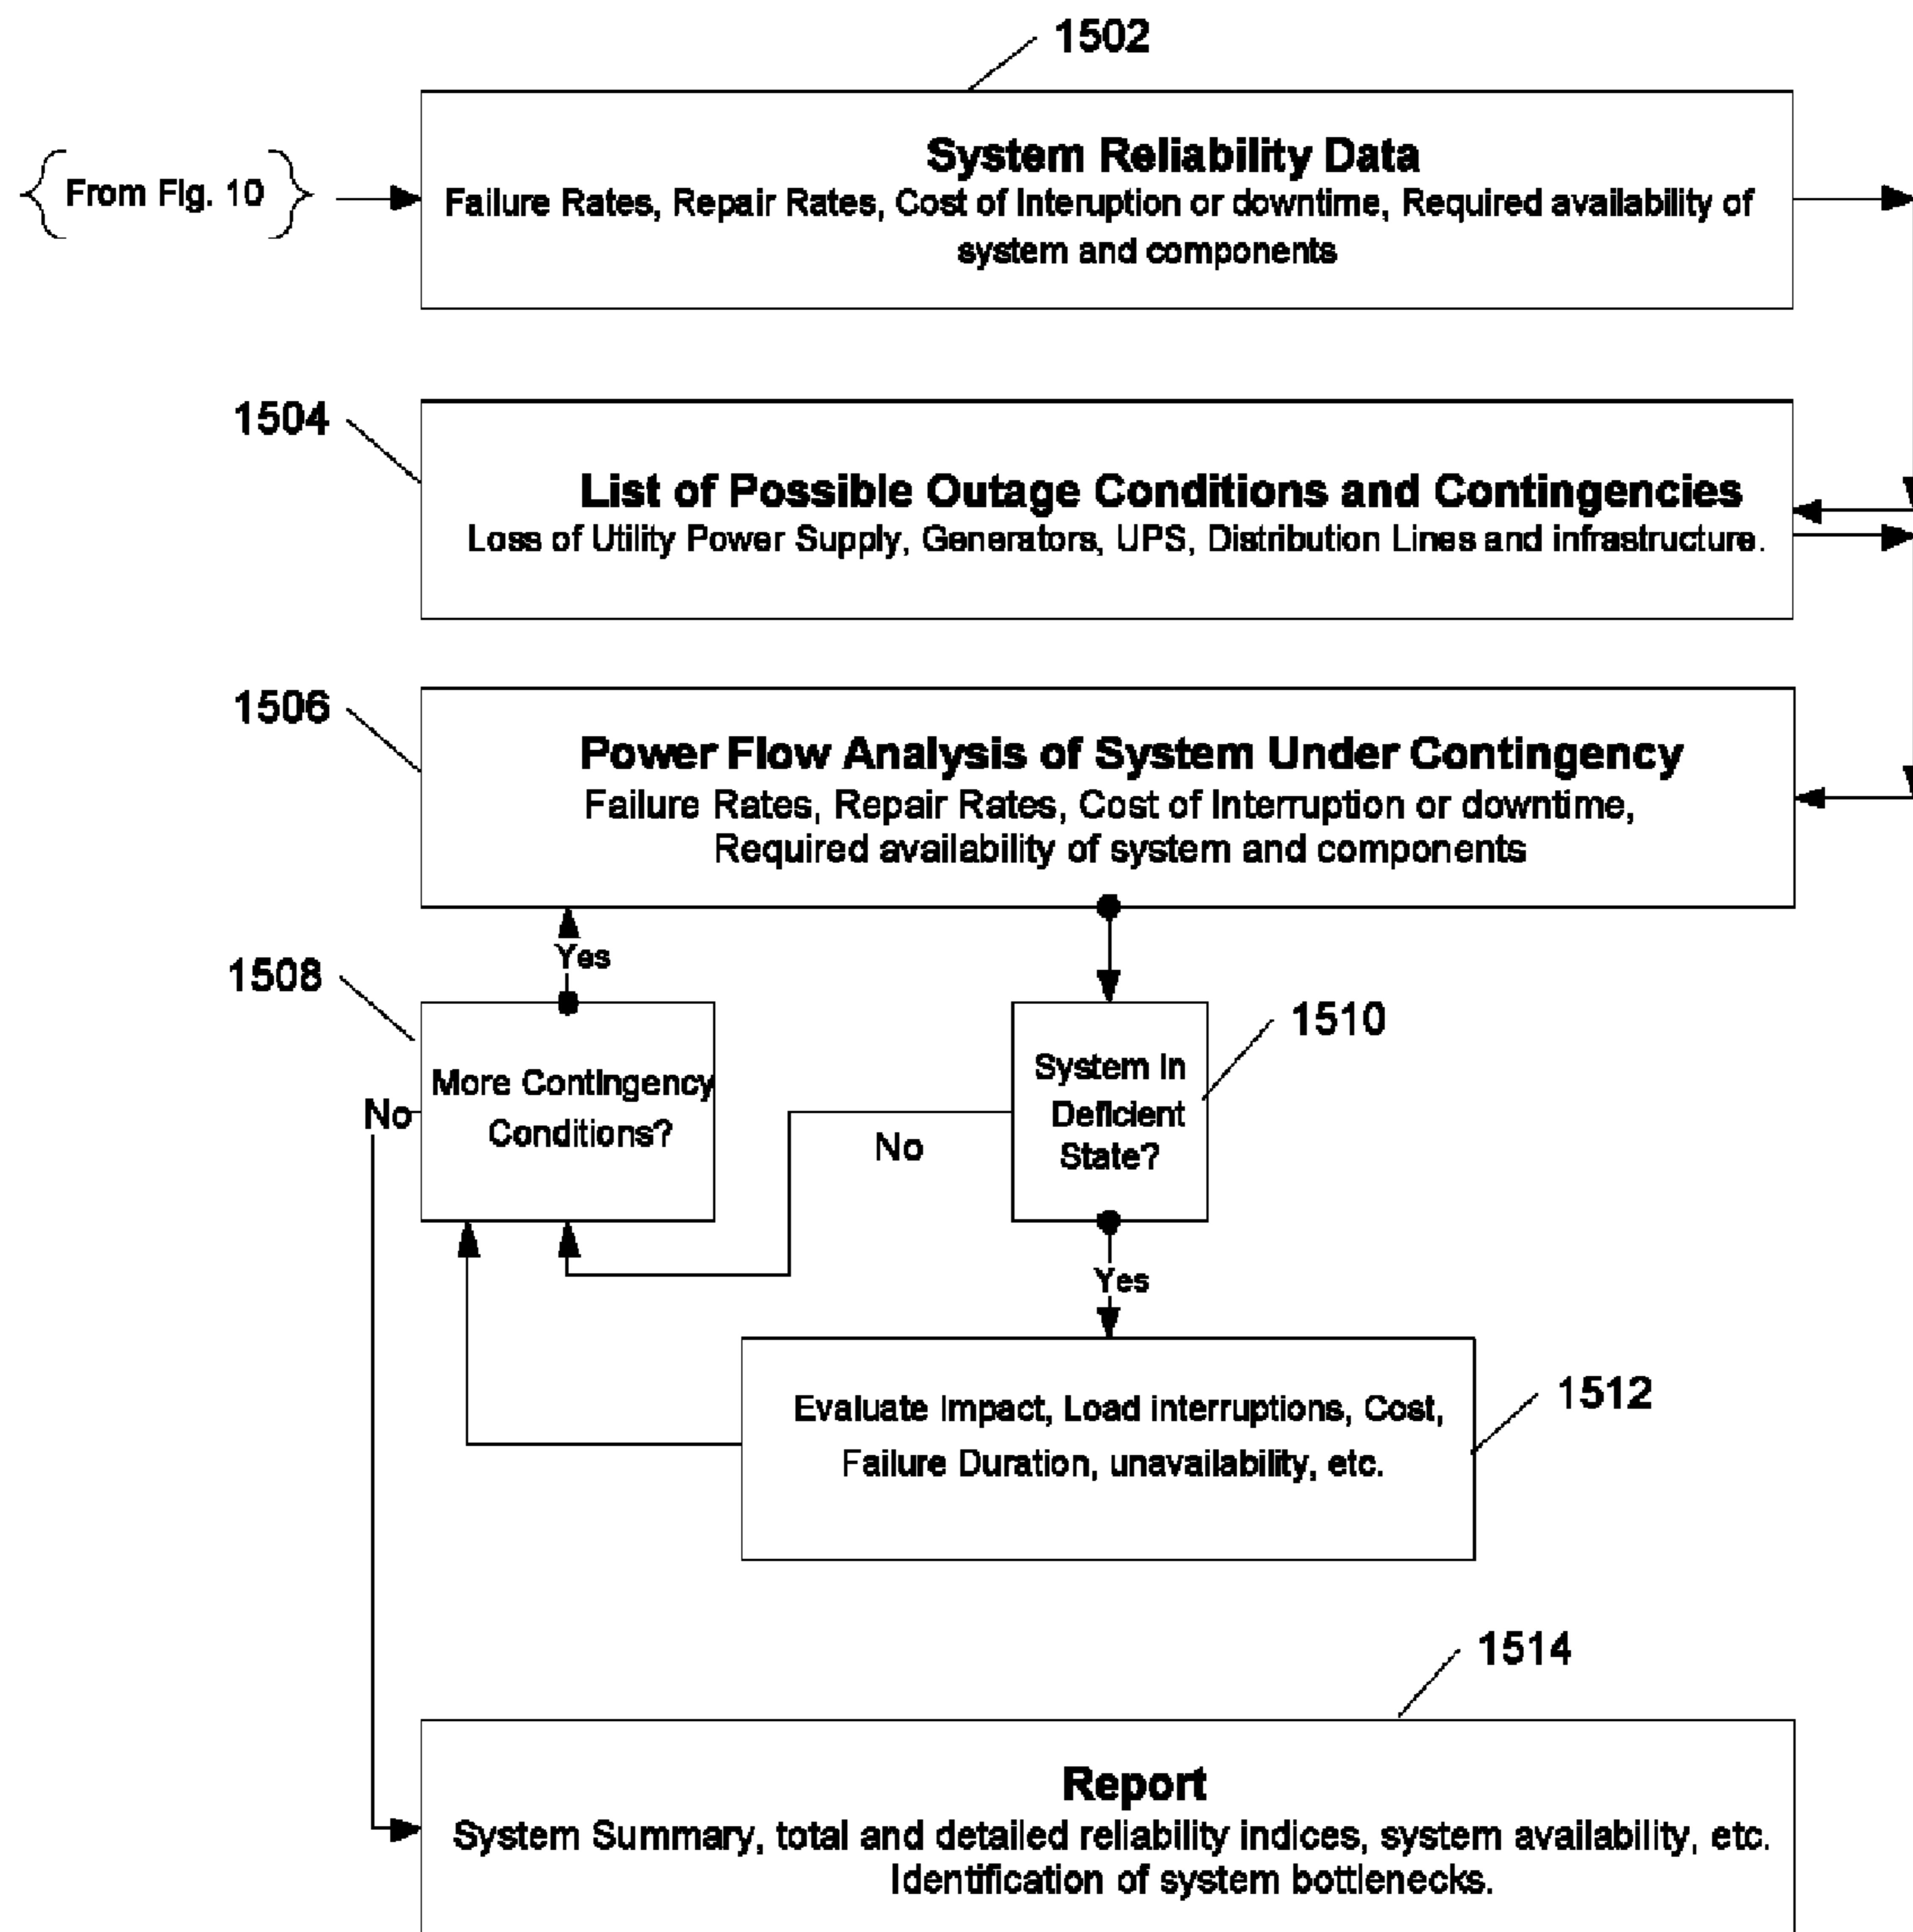 1502
System Reliability Data
From Fig. 10
Failure Rates, Repair Rates, Cost of Interuption or downtime, Required availability of
system and components
1504
List of Possible Outage Conditions and Contingencies
Loss of Utility Power Supply, Generators, UPS, Distribution Lines and infrastructure.
1506
Power Flow Analysis of System Under Contingency
Failure Rates, Repair Rates, Cost of Interruption or downtime,
Required availability of system and components
Yes
1508
More Contingency
Conditions?
No
1510
System In
Deficient
State?
No
Yes
1512
Evaluate Impact, Load interruptions, Cost,
Failure Duration, unavailability, etc.
1514
Report
System Summary, total and detailed reliability indices, system availability, etc.
Identification of system bottlenecks.